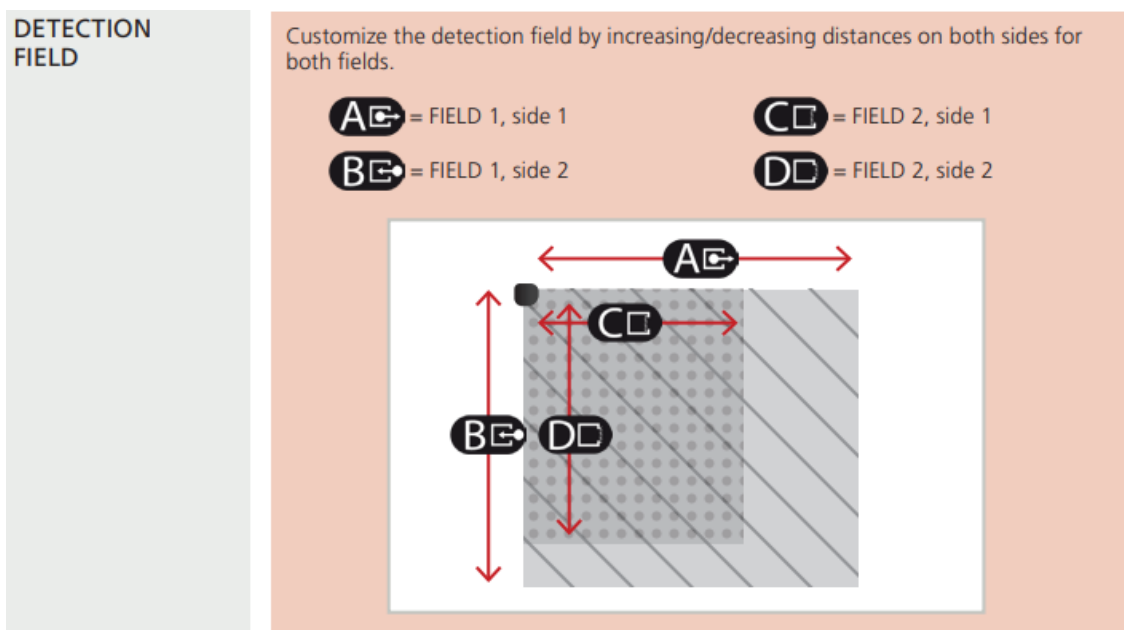 DETECTION
FIELD
Customize the detection field by increasing/decreasing distances on both sides for
both fields.
A = FIELD 1, side 1
C = FIELD 2, side 1
B = FIELD 1, side 2
D = FIELD 2, side 2
A
C
B
D